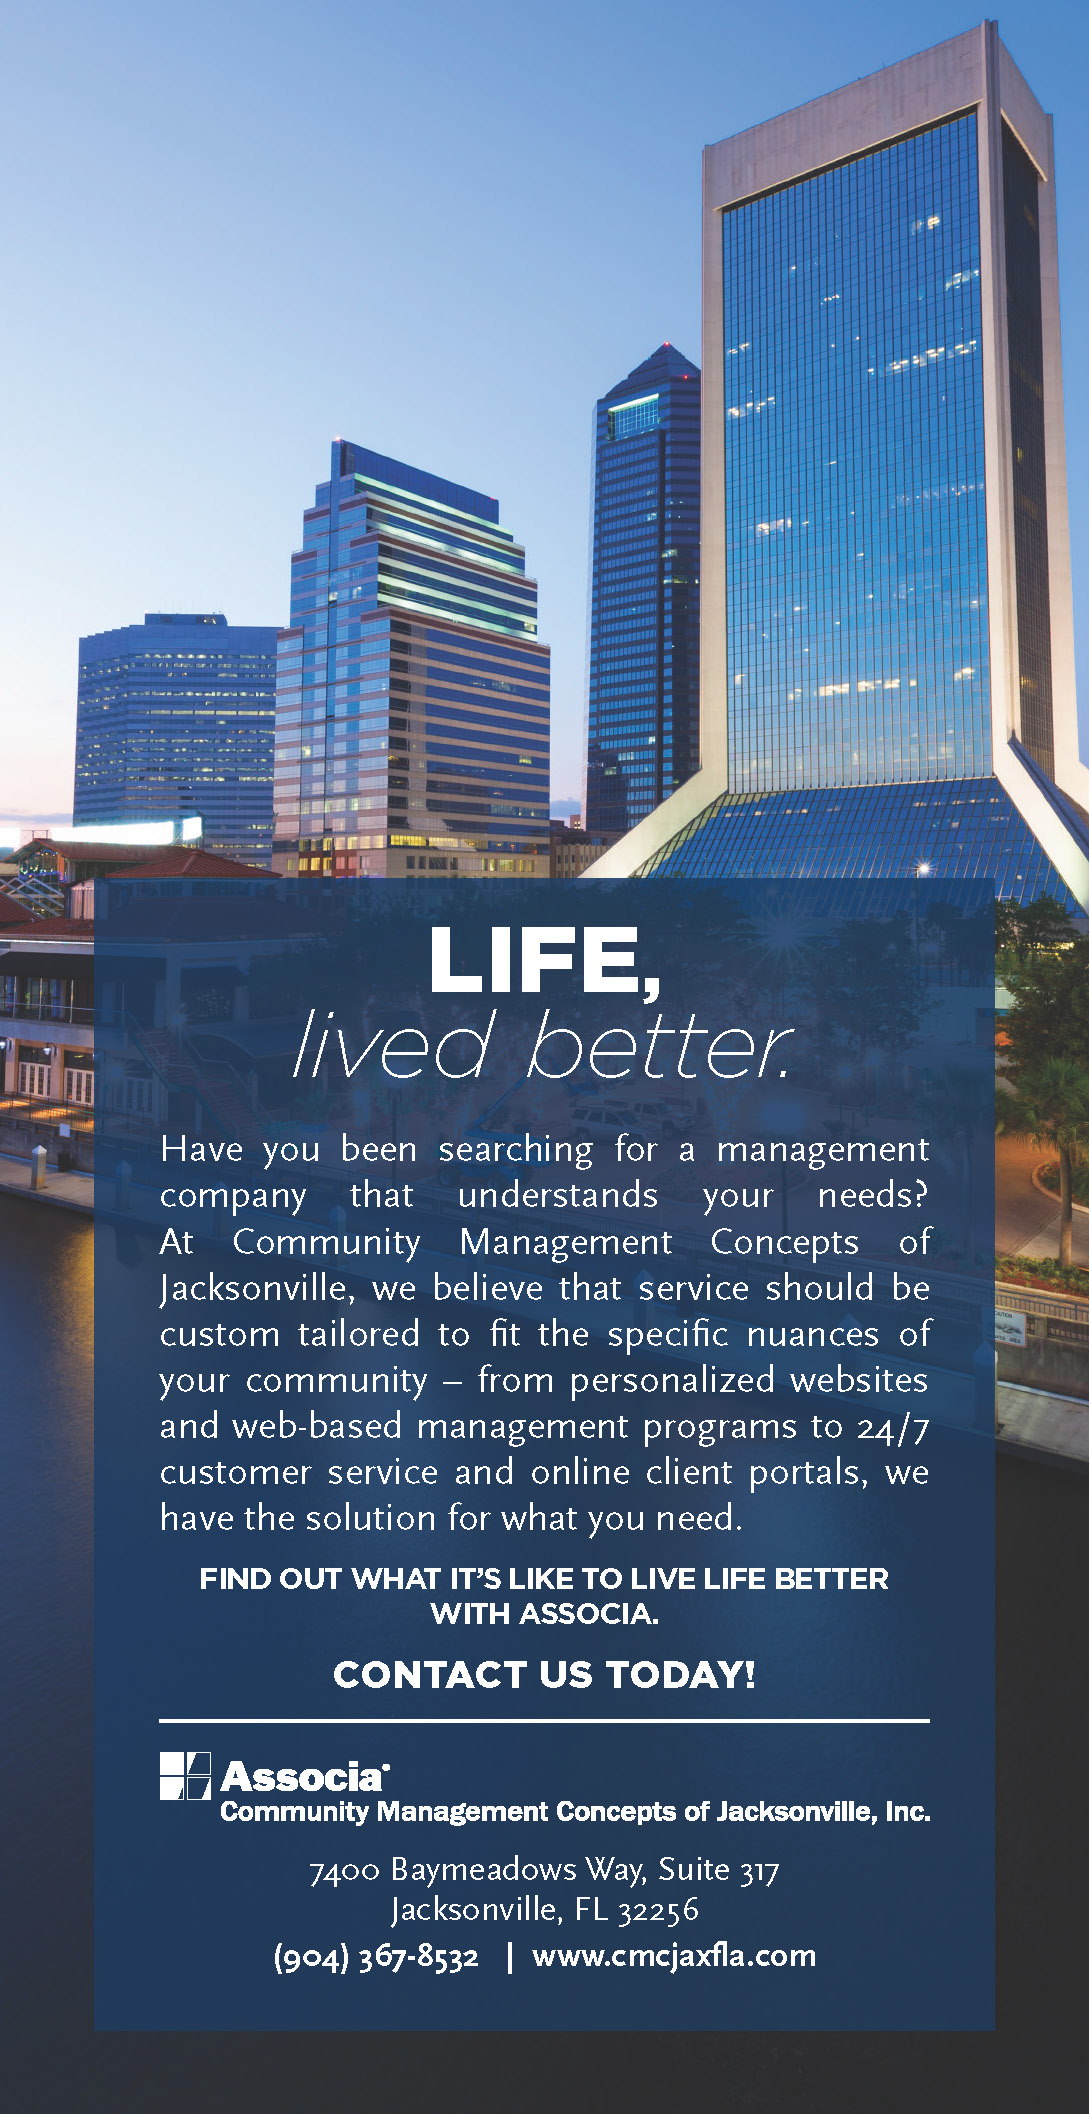 LIFE,
lived better.
Have you been searching for a management
company that understands your needs?
At Community Management Concepts of
Jacksonville, we believe that service should be
custom tailored to fit the specific nuances of
your community – from personalized websites
and web-based management programs to 24/7
customer service and online client portals, we
have the solution for what you need.
FIND OUT WHAT IT’S LIKE TO LIVE LIFE BETTER
WITH ASSOCIA.
CONTACT US TODAY!
Associa®
Community Management Concepts of Jacksonville, Inc.
7400 Baymeadows Way, Suite 317
Jacksonville, FL 32256
(904) 367-8532 | www.cmcjaxfla.com